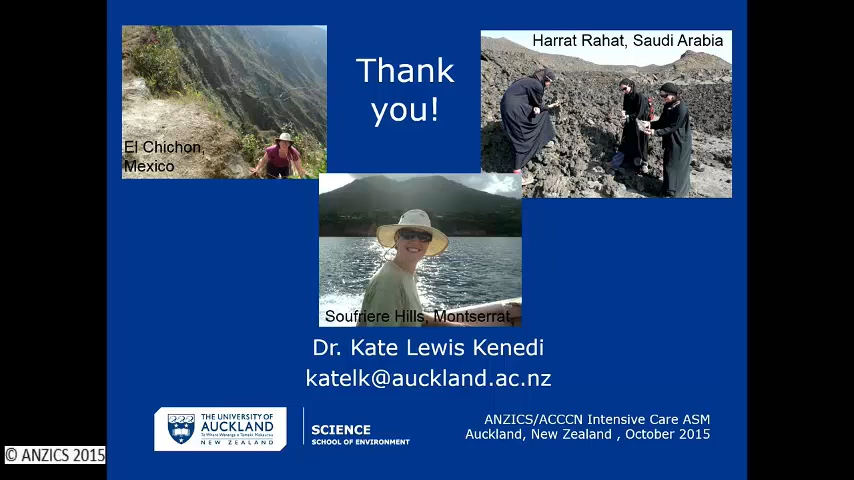 El Chichon,
Mexico
Thank
you!
Harrat Rahat, Saudi Arabia
Soufriere Hills, Montserrat
Dr. Kate Lewis Kenedi
katelk@auckland.ac.nz
THE UNIVERSITY OF
AUCKLAND
Te Whare Wānanga o Tāmaki Makaurau
NEW ZEALAND
SCIENCE
SCHOOL OF ENVIRONMENT
ANZICS/ACCCN Intensive Care ASM
Auckland, New Zealand , October 2015
© ANZICS 2015